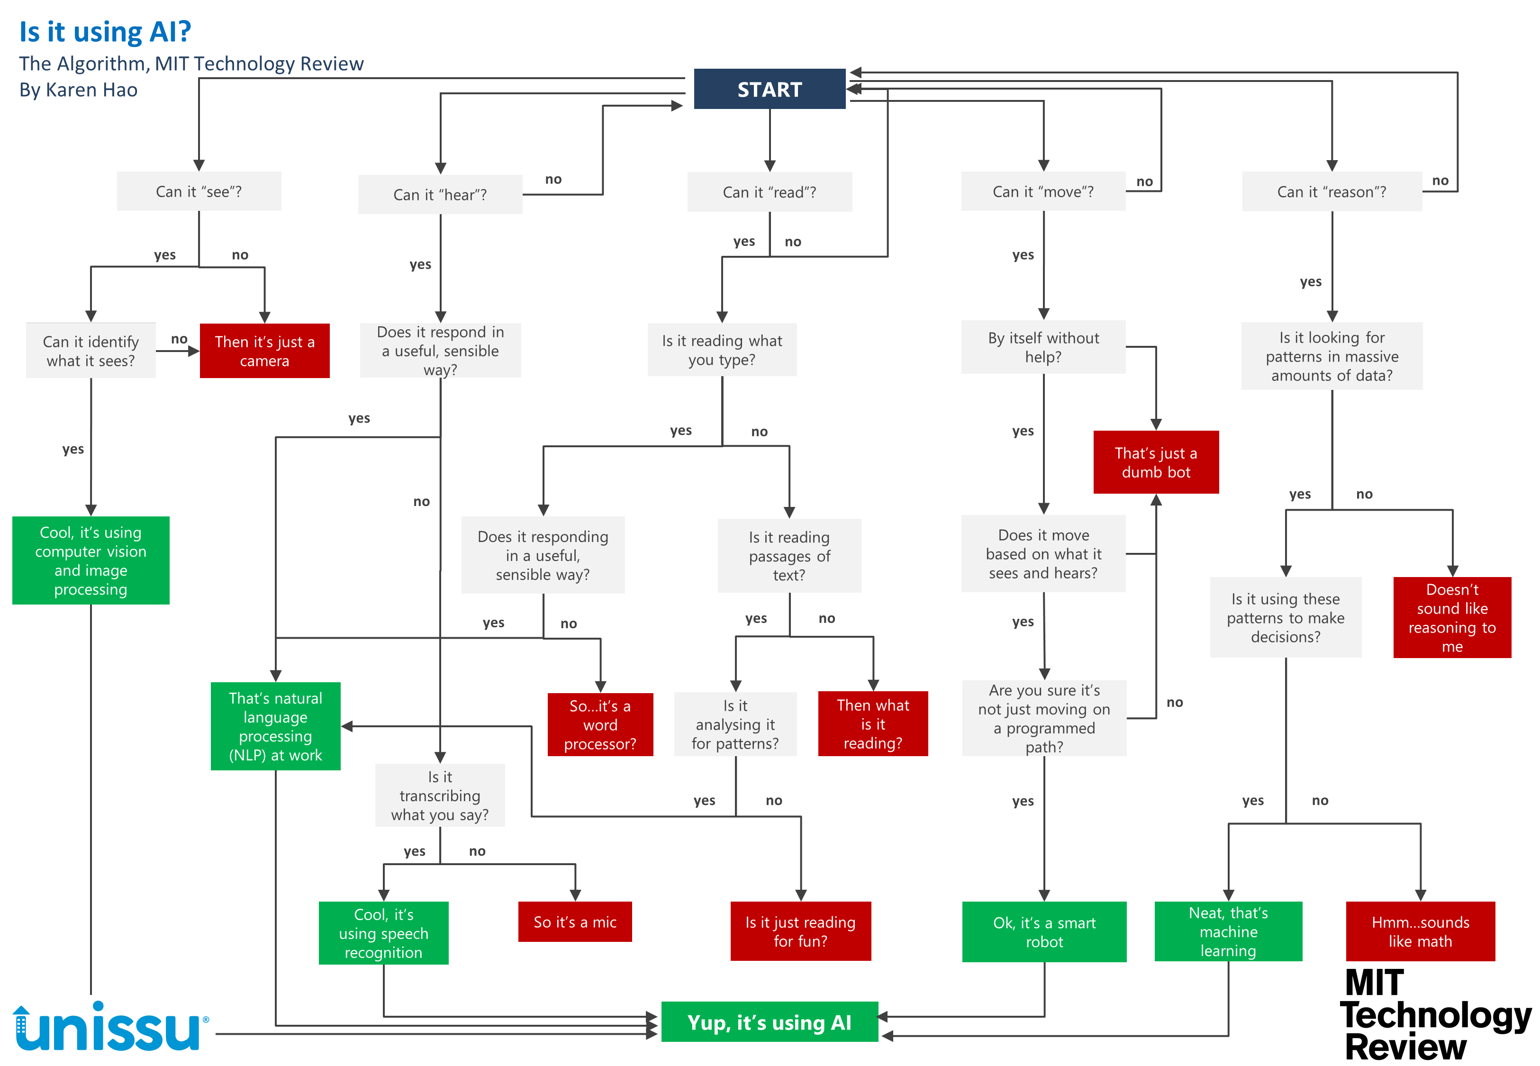 Is it using AI?
The Algorithm, MIT Technology Review
By Karen Hao
START
Can it “see”?
Can it “hear”?
no
Can it “read”?
Can it “move”?
no
Can it “reason”?
no
yes
no
yes
yes
no
yes
yes
Can it identify
what it sees?
no
Then it’s just a
camera
Does it respond in
a useful, sensible
way?
Is it reading what
you type?
By itself without
help?
Is it looking for
patterns in massive
amounts of data?
yes
yes
no
yes
no
yes
That’s just a
dumb bot
yes
no
Cool, it’s using
computer vision
and image
processing
Does it responding
in a useful,
sensible way?
Is it reading
passages of
text?
Does it move
based on what it
sees and hears?
Is it using these
patterns to make
decisions?
Doesn’t
sound like
reasoning to
me
yes
no
yes
no
yes
That’s natural
language
processing
(NLP) at work
So...it’s a
word
processor?
Is it
analysing it
for patterns?
Then what
is it
reading?
Are you sure it’s
not just moving on
a programmed
path?
no
Is it
transcribing
what you say?
yes
no
yes
yes
no
yes
no
Cool, it’s
using speech
recognition
So it’s a mic
Is it just reading
for fun?
Ok, it’s a smart
robot
Neat, that’s
machine
learning
Hmm...sounds
like math
unissu®
Yup, it’s using AI
MIT
Technology
Review